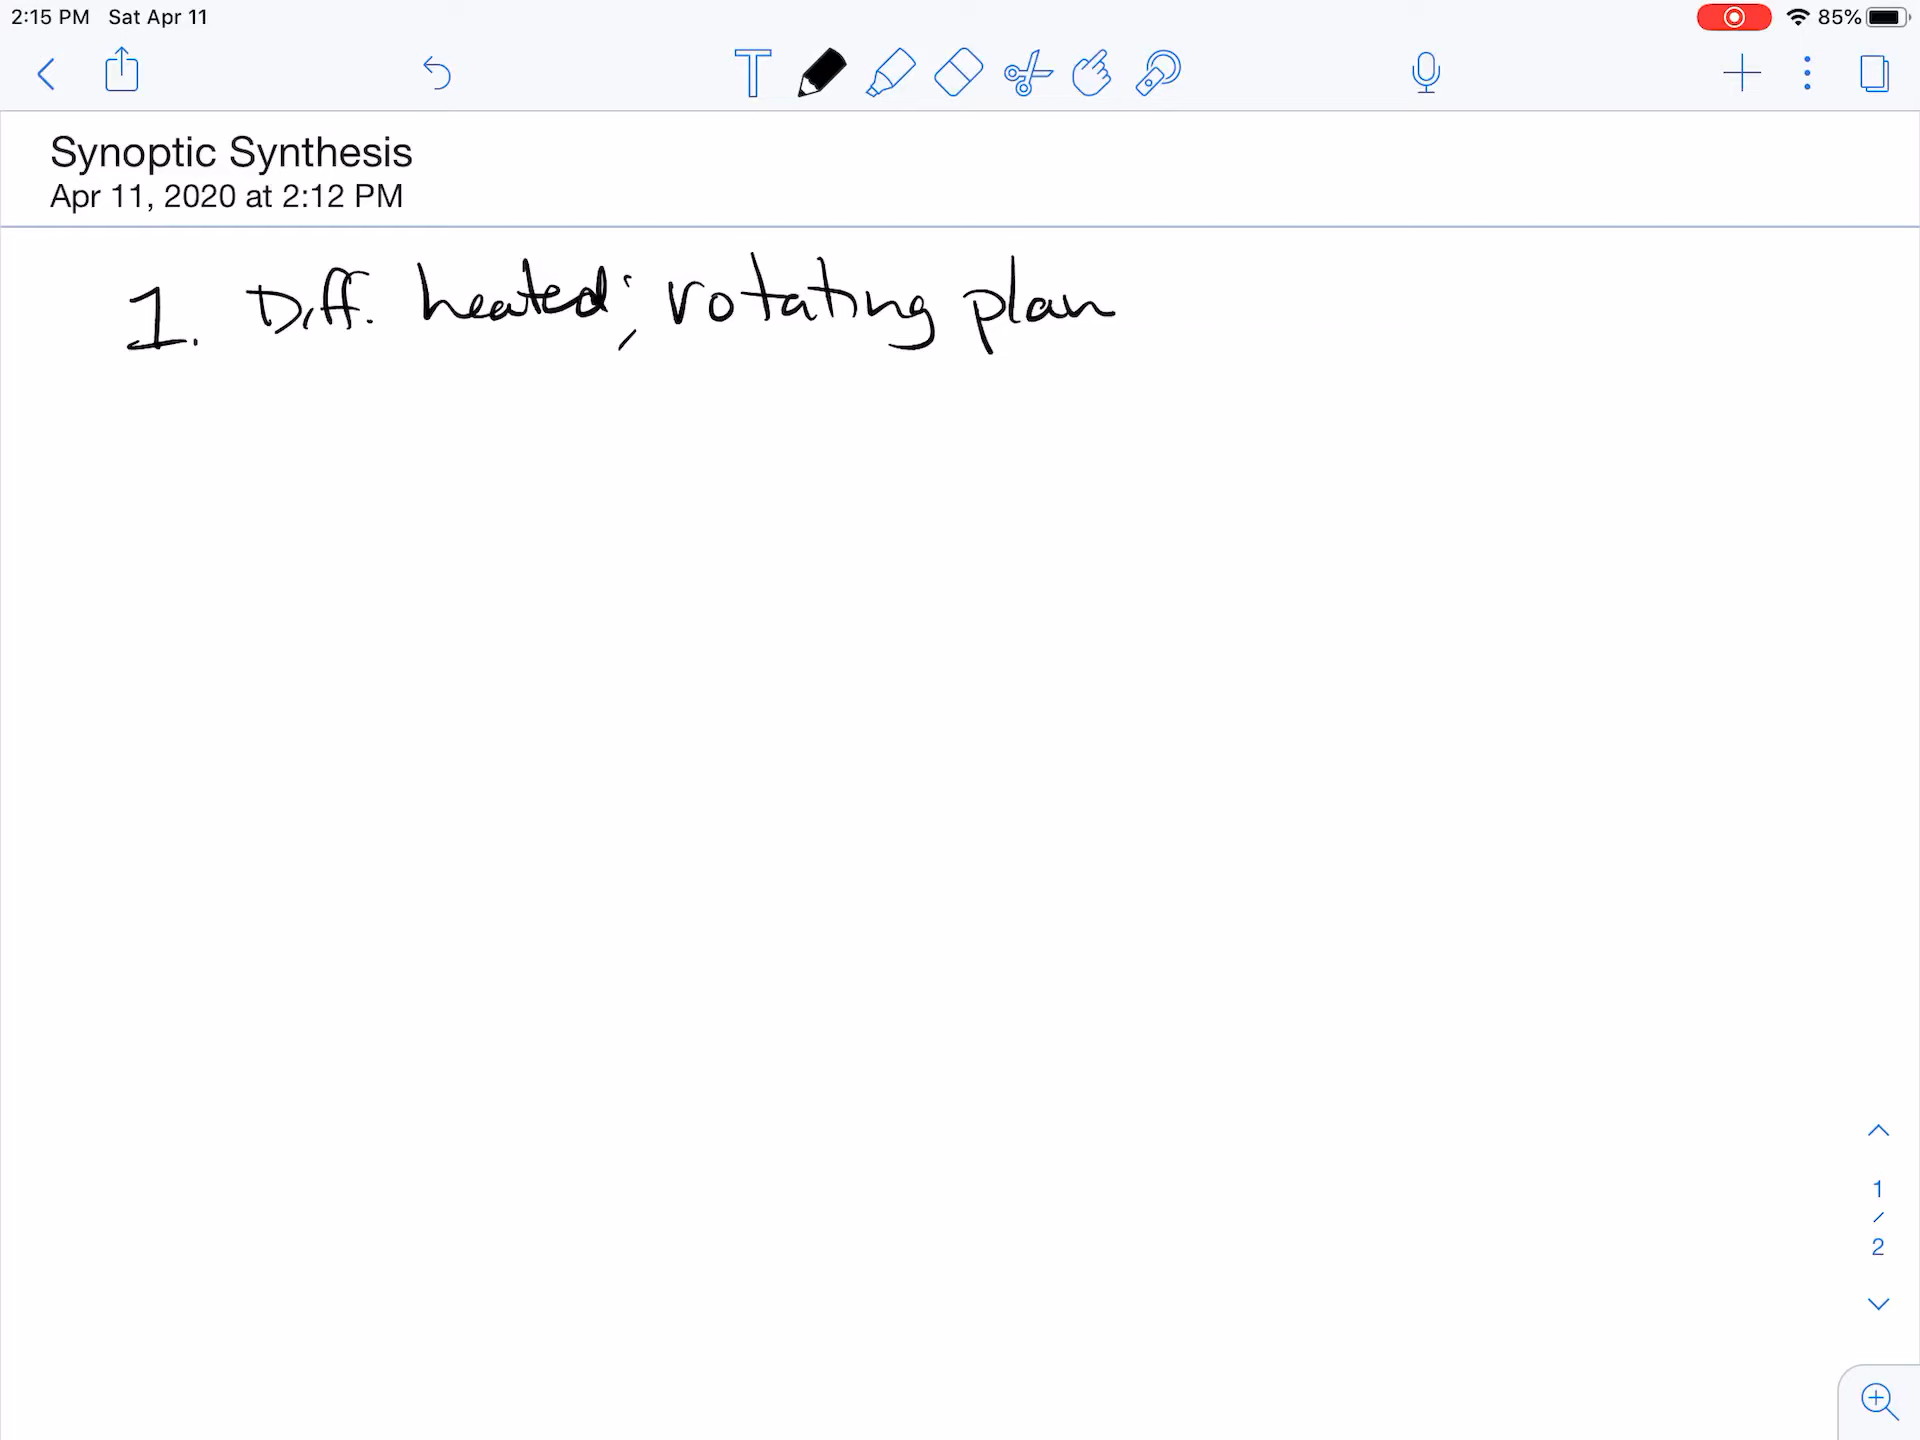 2:15 PM Sat Apr 11 85%
T
Synoptic Synthesis
Apr 11, 2020 at 2:12 PM
1. Diff. heated; rotating plan
1
/
2